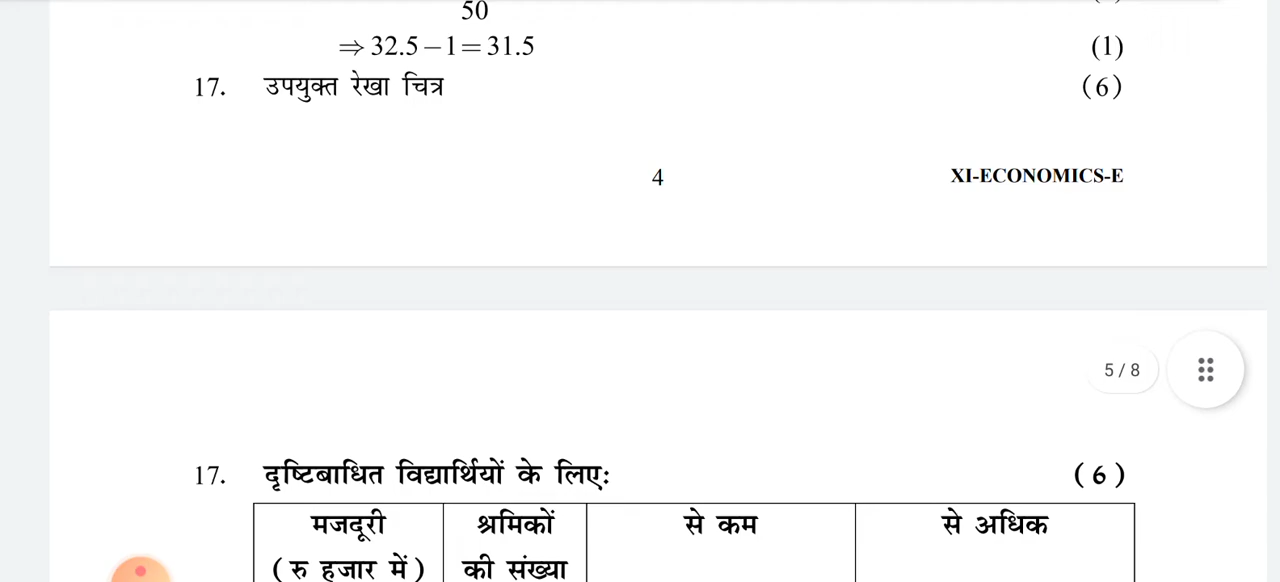 50
⇒ 32.5 – 1 = 31.5 (1)
17. उपयुक्त रेखा चित्र (6)
4 XI-ECONOMICS-E
5 / 8
17. दृष्टिबाधित विद्यार्थियों के लिए: (6)
मजदूरी श्रमिकों से कम से अधिक
(रु हजार में) की संख्या